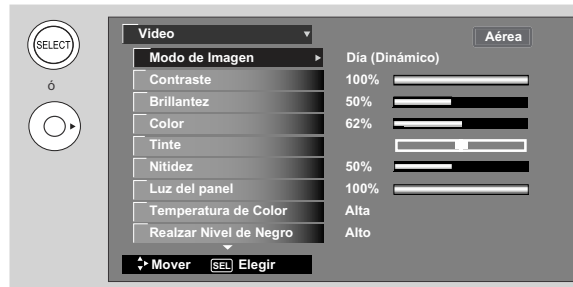 SELECT
ó
Video
Aérea
Modo de Imagen Día (Dinámico)
Contraste 100%
Brillantez 50%
Color 62%
Tinte
Nitidez 50%
Luz del panel 100%
Temperatura de Color Alta
Realzar Nivel de Negro Alto
Mover SEL Elegir